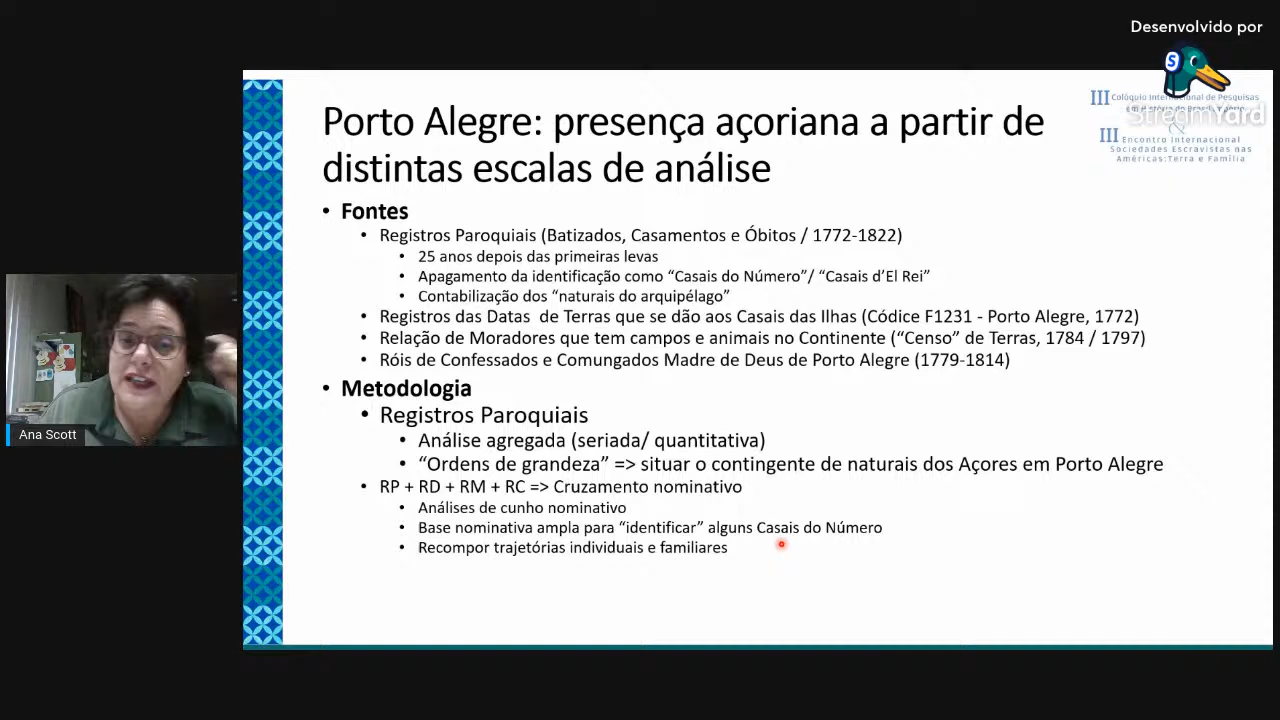 Desenvolvido por
S
StreamYard
III Colóquio Internacional de Pesquisas
&
III Encontro Internacional
Sociedades Escravistas nas
Américas:Terra e Família
Porto Alegre: presença açoriana a partir de
distintas escalas de análise
• Fontes
• Registros Paroquiais (Batizados, Casamentos e Óbitos / 1772-1822)
• 25 anos depois das primeiras levas
• Apagamento da identificação como “Casais do Número”/ “Casais d’El Rei”
• Contabilização dos “naturais do arquipélago”
• Registros das Datas de Terras que se dão aos Casais das Ilhas (Códice F1231 - Porto Alegre, 1772)
• Relação de Moradores que tem campos e animais no Continente (“Censo” de Terras, 1784 / 1797)
• Róis de Confessados e Comungados Madre de Deus de Porto Alegre (1779-1814)
• Metodologia
• Registros Paroquiais
• Análise agregada (seriada/ quantitativa)
• “Ordens de grandeza” => situar o contingente de naturais dos Açores em Porto Alegre
• RP + RD + RM + RC => Cruzamento nominativo
• Análises de cunho nominativo
• Base nominativa ampla para “identificar” alguns Casais do Número
• Recompor trajetórias individuais e familiares
Ana Scott